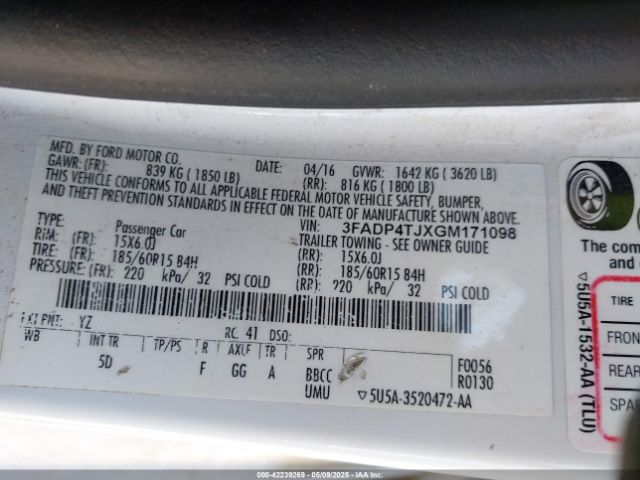 MFD. BY FORD MOTOR CO.
DATE: 04/16 GVWR: 1642 KG ( 3620 LB)
GAWR: (FR): 839 KG ( 1850 LB) (RR): 816 KG ( 1800 LB)
THIS VEHICLE CONFORMS TO ALL APPLICABLE FEDERAL MOTOR VEHICLE SAFETY, BUMPER,
AND THEFT PREVENTION STANDARDS IN EFFECT ON THE DATE OF MANUFACTURE SHOWN ABOVE.
VIN: 3FADP4TJXGM171098
TYPE: Passenger Car TRAILER TOWING - SEE OWNER GUIDE
RIM: (FR): 15X6.0J (RR): 15X6.0J
TIRE: (FR): 185/60R15 84H (RR): 185/60R15 84H
PRESSURE: (FR): 220 kPa/ 32 PSI COLD (RR): 220 kPa/ 32 PSI COLD
EXT PNT: YZ RC: 41 DSO:
WB INT TR TP/PS R AXLE TR SPR
5D F GG A BBCC
UMU
F0056
R0130
▽5U5A-3520472-AA
The com
and
▽5U5A-1532-AA (TLU)
TIRE
FRON
REAR
SPA
000-42239269 - 05/09/2025 - IAAI.com